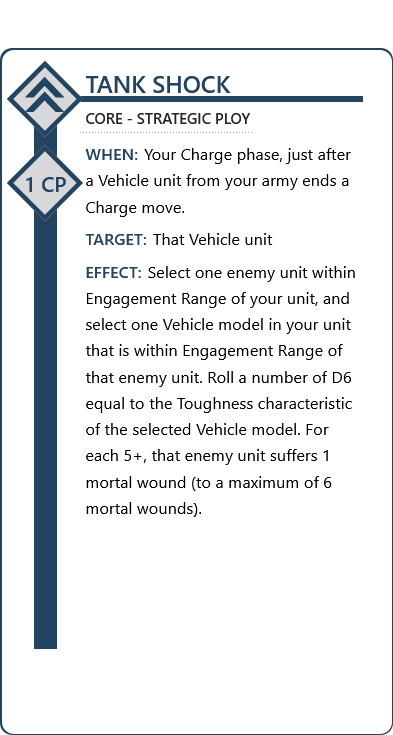 TANK SHOCK
CORE - STRATEGIC PLOY
1 CP
WHEN: Your Charge phase, just after
a Vehicle unit from your army ends a
Charge move.
TARGET: That Vehicle unit
EFFECT: Select one enemy unit within
Engagement Range of your unit, and
select one Vehicle model in your unit
that is within Engagement Range of
that enemy unit. Roll a number of D6
equal to the Toughness characteristic
of the selected Vehicle model. For
each 5+, that enemy unit suffers 1
mortal wound (to a maximum of 6
mortal wounds).